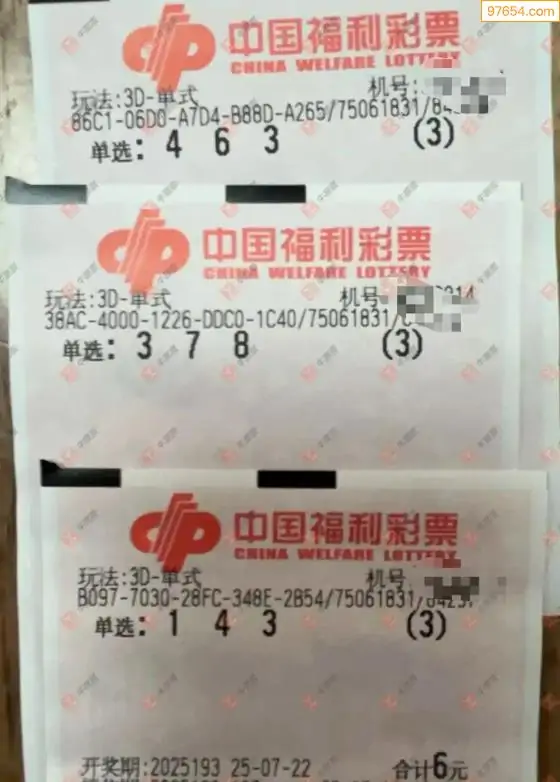 97654.com
中国福利彩票
CHINA WELFARE LOTTERY
玩法:3D-单式 机号
86C1-06D0-A7D4-B88D-A265/75061831/
单选: 4 6 3 (3)
中国福利彩票
CHINA WELFARE LOTTERY
玩法:3D-单式 机号
38AC-4000-1226-DDC0-1C40/75061831/
单选: 3 7 8 (3)
中国福利彩票
CHINA WELFARE LOTTERY
玩法:3D-单式 机号
B097-7030-28FC-348E-2B54/75061831/
单选: 1 4 3 (3)
开奖期:2025193 25-07-22 合计6元